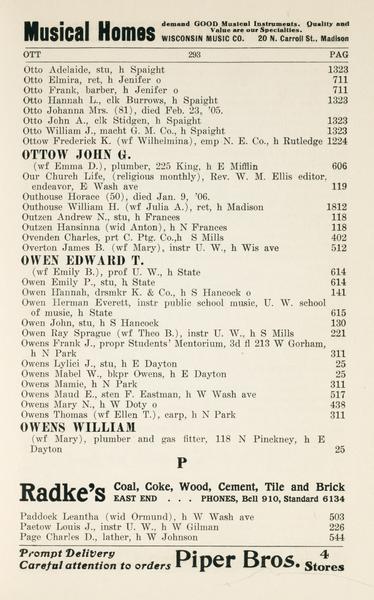 Musical Homes demand GOOD Musical Instruments. Quality and
Value are our Specialties.
WISCONSIN MUSIC CO. 20 N. Carroll St., Madison
OTT 293 PAG
Otto Adelaide, stu, h Spaight 1323
Otto Elmira, ret, h Jenifer o 711
Otto Frank, barber, h Jenifer o 711
Otto Hannah L., elk Burrows, h Spaight 1323
Otto Johanna Mrs. (81), died Feb. 23, '05.
Otto John A., clk Stidgen, h Spaight 1323
Otto William J., macht G. M. Co., h Spaight 1323
Ottow Frederick K. (wf Wilhelmina), emp N. E. Co., h Rutledge 1224
OTTOW JOHN G.
(wf Emma D.), plumber, 225 King, h E Mifflin 606
Our Church Life, (religious monthly), Rev. W. M. Ellis editor,
endeavor, E Wash ave 119
Outhouse Horace (50), died Jan. 9, '06.
Outhouse William H. (wf Julia A.), ret, h Madison 1812
Outzen Andrew N., stu, h Frances 118
Outzen Hansinna (wid Anton), h N Frances 118
Ovenden Charles, prt C. Ptg. Co., h S Mills 402
Overton James B. (wf Mary), instr U. W., h Wis ave 512
OWEN EDWARD T.
(wf Emily B.), prof U. W., h State 614
Owen Emily P., stu, h State 614
Owen Hannah, drsmkr K. & Co., h S Hancock o 141
Owen Herman Everett, instr public school music, U. W. school
of music, h State 615
Owen John, stu, h S Hancock 130
Owen Ray Sprague (wf Theo B.), instr U. W., h S Mills 221
Owens Frank J., propr Students' Mentorium, 3d fl 213 W Gorham,
h N Park 311
Owens Lyliei J., stu, h E Dayton 25
Owens Mabel W., bkpr Owens, h E Dayton 25
Owens Mamie, h N Park 311
Owens Maud E., sten F. Eastman, h W Wash ave 517
Owens Mary N., h W Doty o 438
Owens Thomas (wf Ellen T.), carp, h N Park 311
OWENS WILLIAM
(wf Mary), plumber and gas fitter, 118 N Pinckney, h E
Dayton 25
P
Radke's Coal, Coke, Wood, Cement, Tile and Brick
EAST END . . . PHONES, Bell 910, Standard 6134
Paddock Leantha (wid Ormund), h W Wash ave 503
Paetow Louis J., instr U. W., h W Gilman 226
Page Charles D., lather, h W Johnson 544
Prompt Delivery
Careful attention to orders Piper Bros. 4 Stores